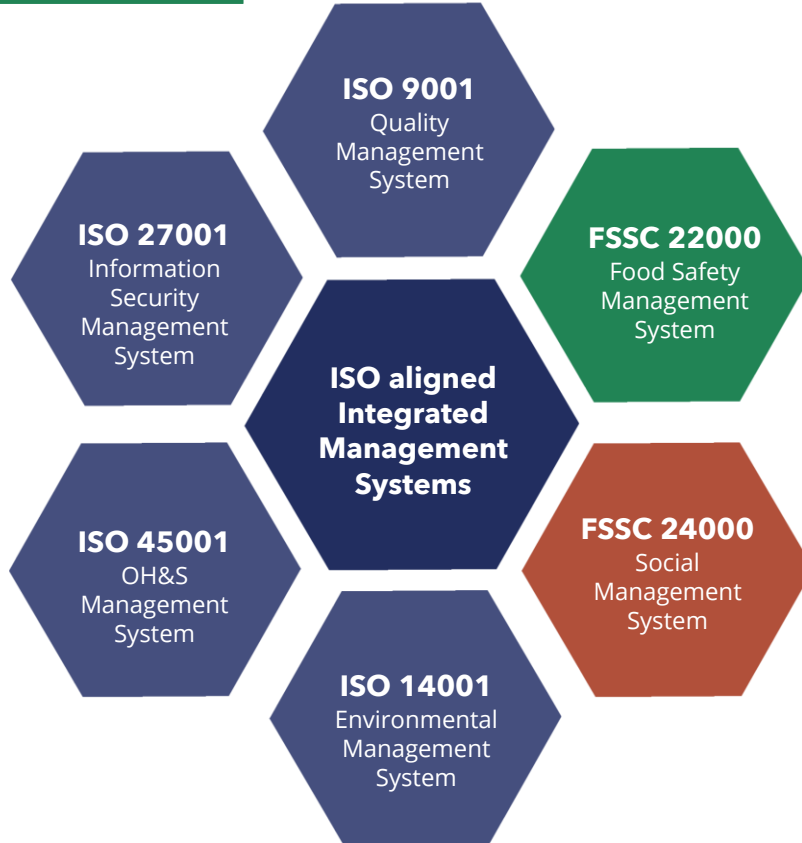 ISO 9001
Quality
Management
System
ISO 27001
Information
Security
Management
System
FSSC 22000
Food Safety
Management
System
ISO aligned
Integrated
Management
Systems
ISO 45001
OH&S
Management
System
FSSC 24000
Social
Management
System
ISO 14001
Environmental
Management
System